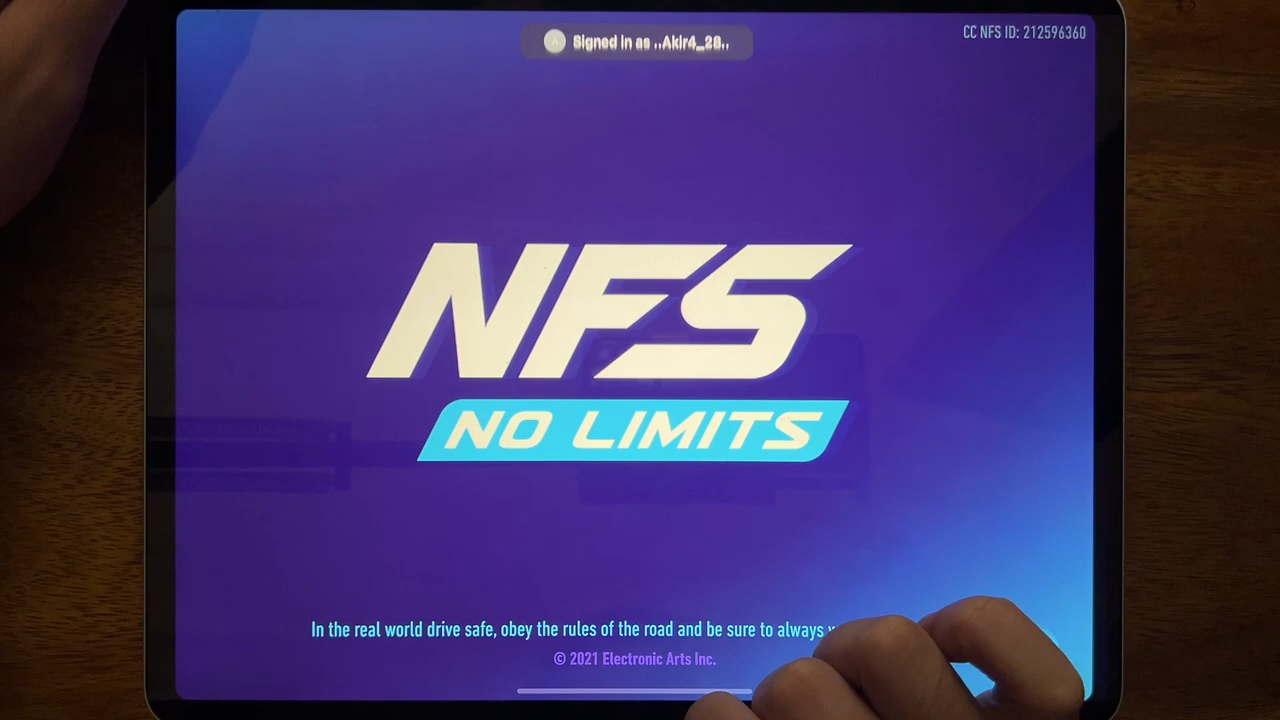 Signed in as ..Akir4_28..
CC NFS ID: 212596360
NFS
NO LIMITS
In the real world drive safe, obey the rules of the road and be sure to always
© 2021 Electronic Arts Inc.